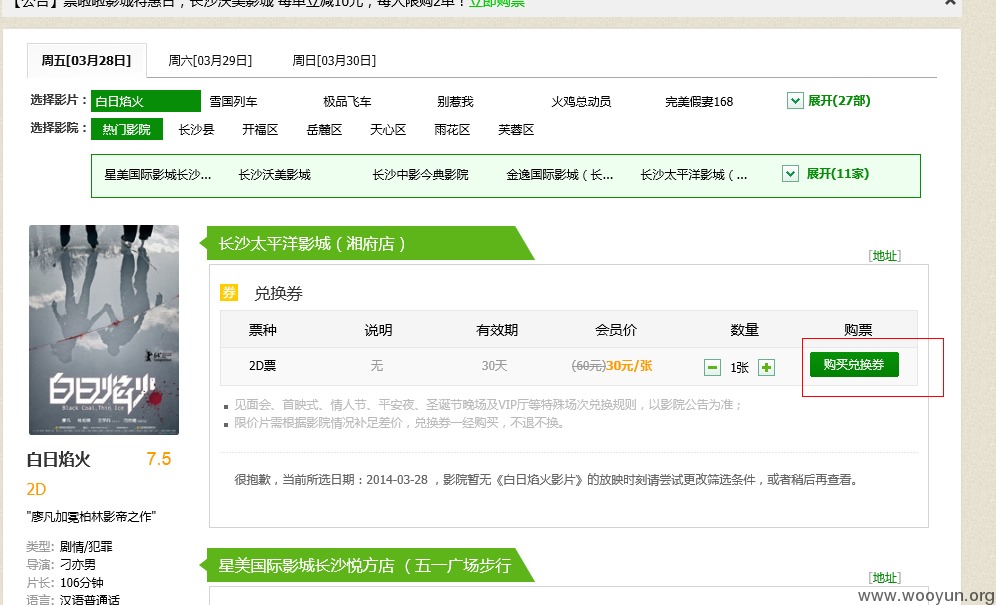 【公告】票啦啦影城特惠日，长沙沃美影城 每单立减10元，每人限购2单！立即购票
周五[03月28日] 周六[03月29日] 周日[03月30日]
选择影片： 白日焰火 雪国列车 极品飞车 别惹我 火鸡总动员 完美假妻168 展开(27部)
选择影院： 热门影院 长沙县 开福区 岳麓区 天心区 雨花区 芙蓉区
星美国际影城长沙... 长沙沃美影城 长沙中影今典影院 金逸国际影城（长... 长沙太平洋影城（... 展开(11家)
长沙太平洋影城（湘府店）
[地址]
券 兑换券
票种 说明 有效期 会员价 数量 购票
2D票 无 30天 (60元)30元/张 1张 购买兑换券
见面会、首映式、情人节、平安夜、圣诞节晚场及VIP厅等特殊场次兑换规则，以影院公告为准；
限价片需根据影院情况补足差价，兑换券一经购买，不退不换。
很抱歉，当前所选日期：2014-03-28 ，影院暂无《白日焰火影片》的放映时刻请尝试更改筛选条件，或者稍后再查看。
白日焰火
Black Coal, Thin Ice
白日焰火 7.5
2D
"廖凡加冕柏林影帝之作"
类型: 剧情/犯罪
导演: 刁亦男
片长: 106分钟
语言: 汉语普通话
星美国际影城长沙悦方店 （五一广场步行
[地址]
www.wooyun.org